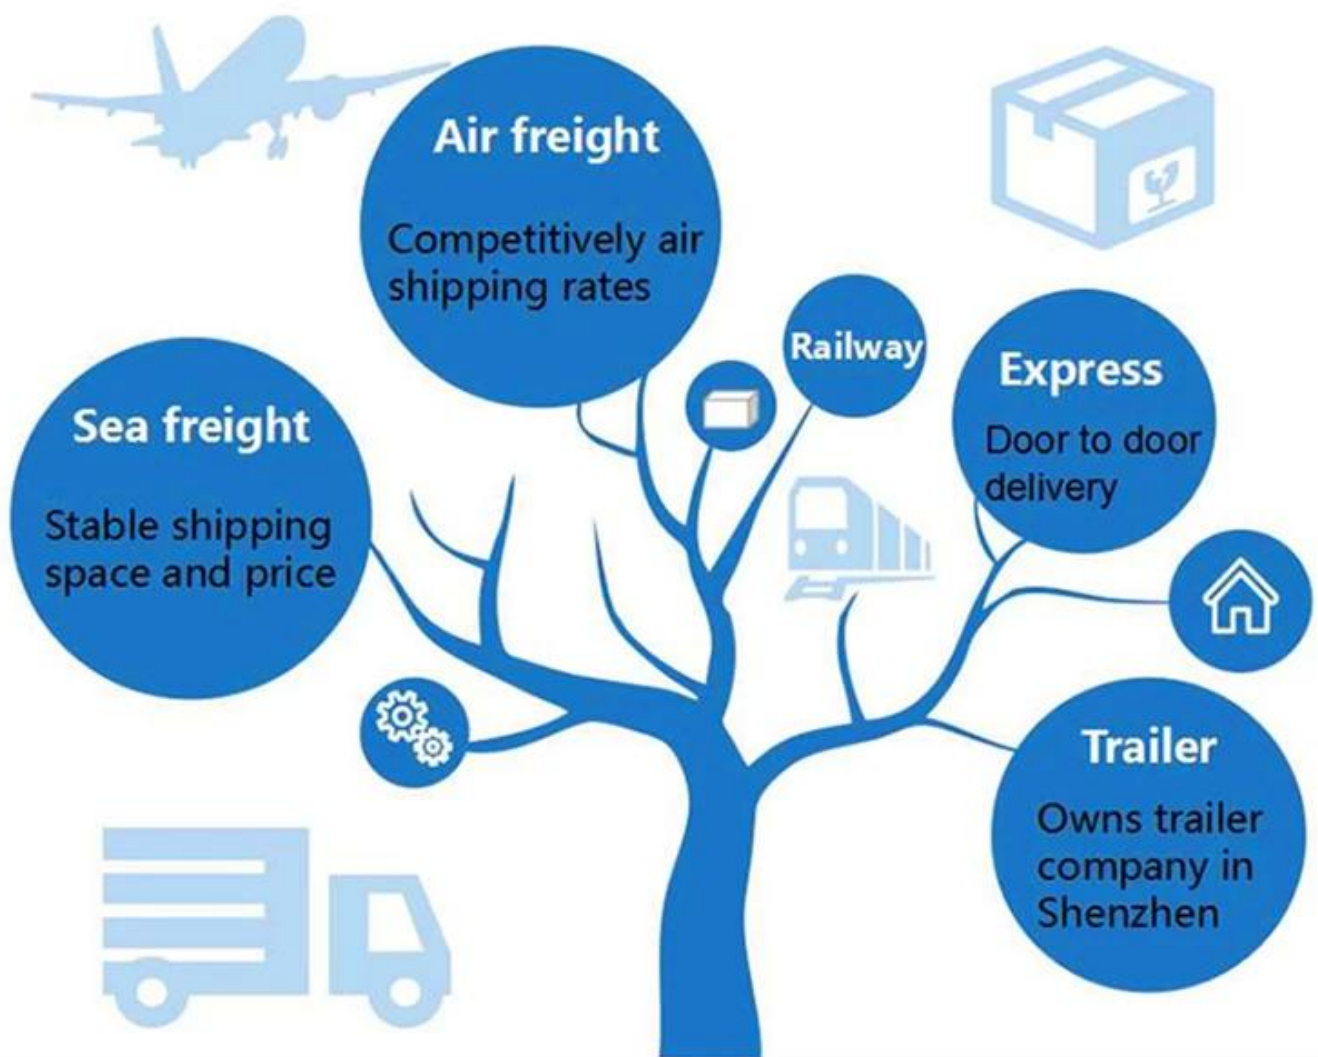 Air freight
Competitively air
shipping rates
Railway
Express
Door to door
delivery
Sea freight
Stable shipping
space and price
Trailer
Owns trailer
company in
Shenzhen